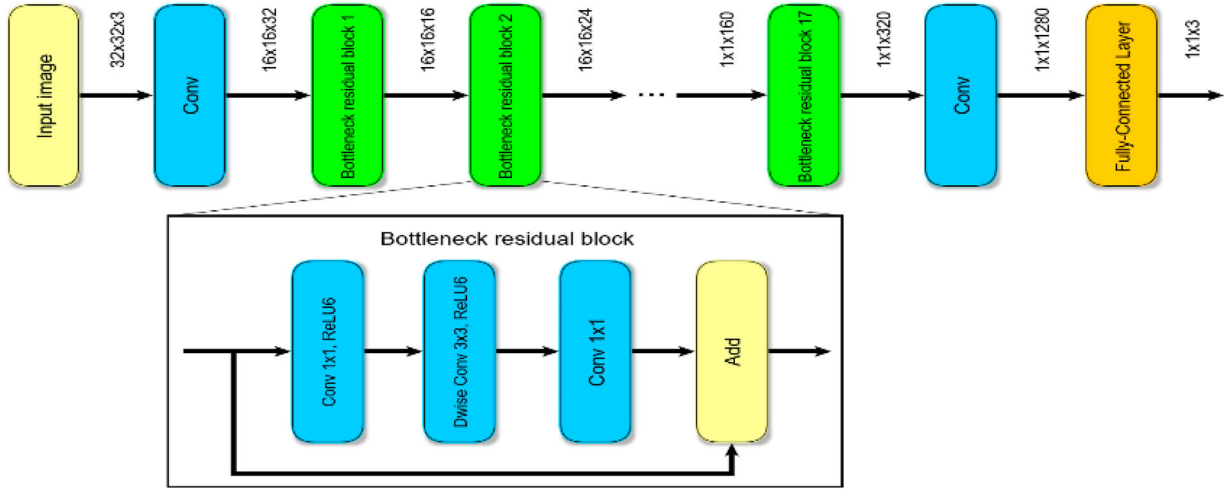 Input image
32x32x3
Conv
16x16x32
Bottleneck residual block 1
16x16x16
Bottleneck residual block 2
16x16x24
...
1x1x160
Bottleneck residual block 17
1x1x320
Conv
1x1x1280
Fully-Connected Layer
1x1x3
Bottleneck residual block
Conv 1x1, ReLU6
Dwise Conv 3x3, ReLU6
Conv 1x1
Add